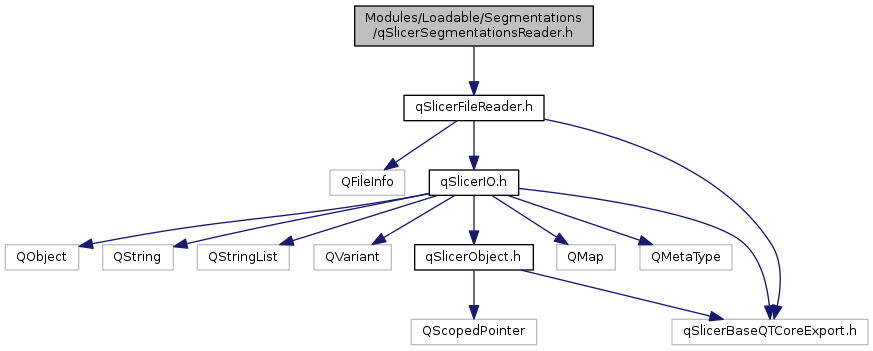 Modules/Loadable/Segmentations
/qSlicerSegmentationsReader.h
qSlicerFileReader.h
QFileInfo
qSlicerIO.h
QObject
QString
QStringList
QVariant
qSlicerObject.h
QMap
QMetaType
QScopedPointer
qSlicerBaseQTCoreExport.h